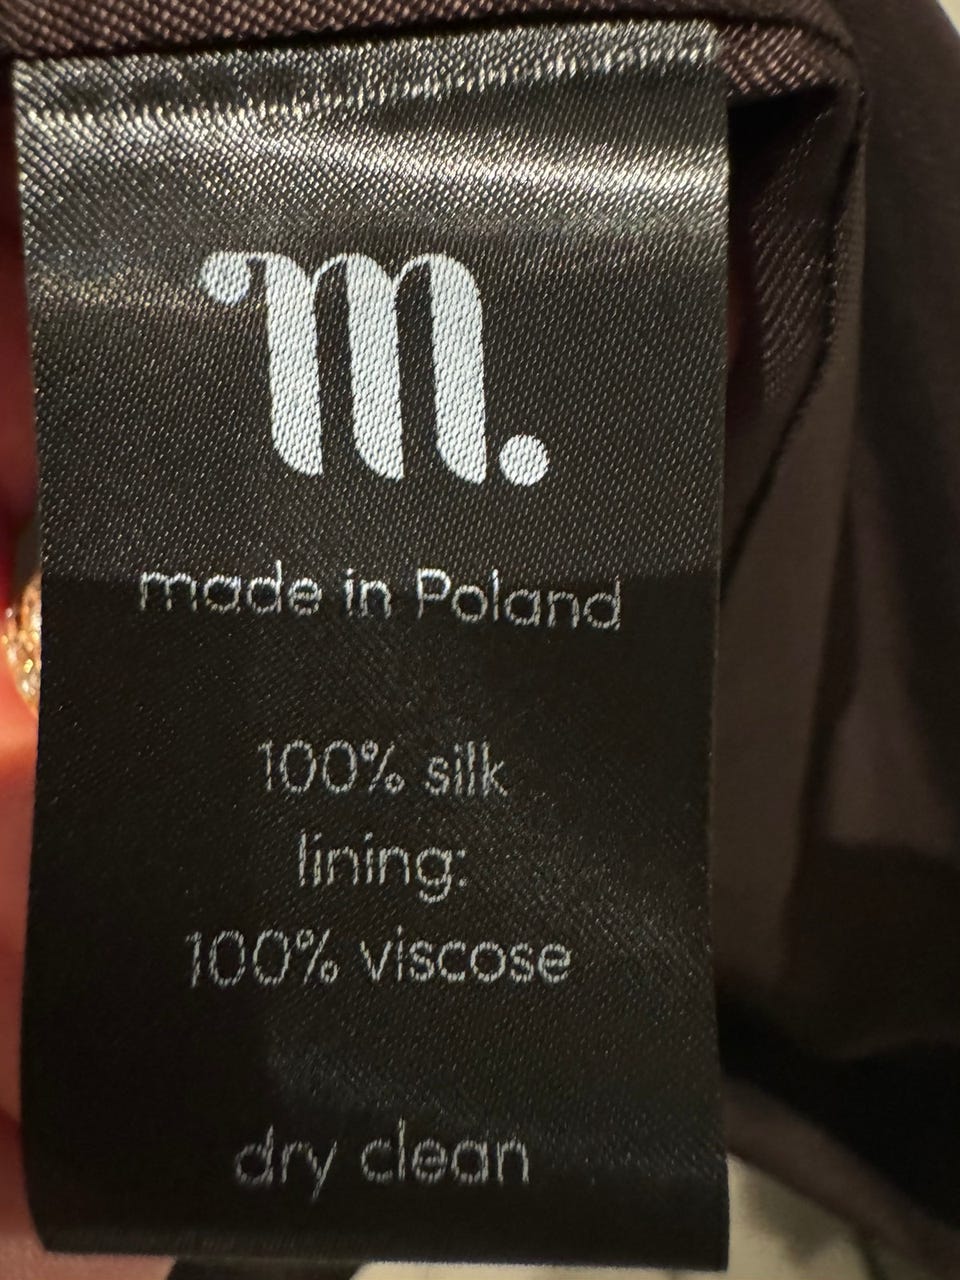 m.
made in Poland
100% silk
lining:
100% viscose
dry clean